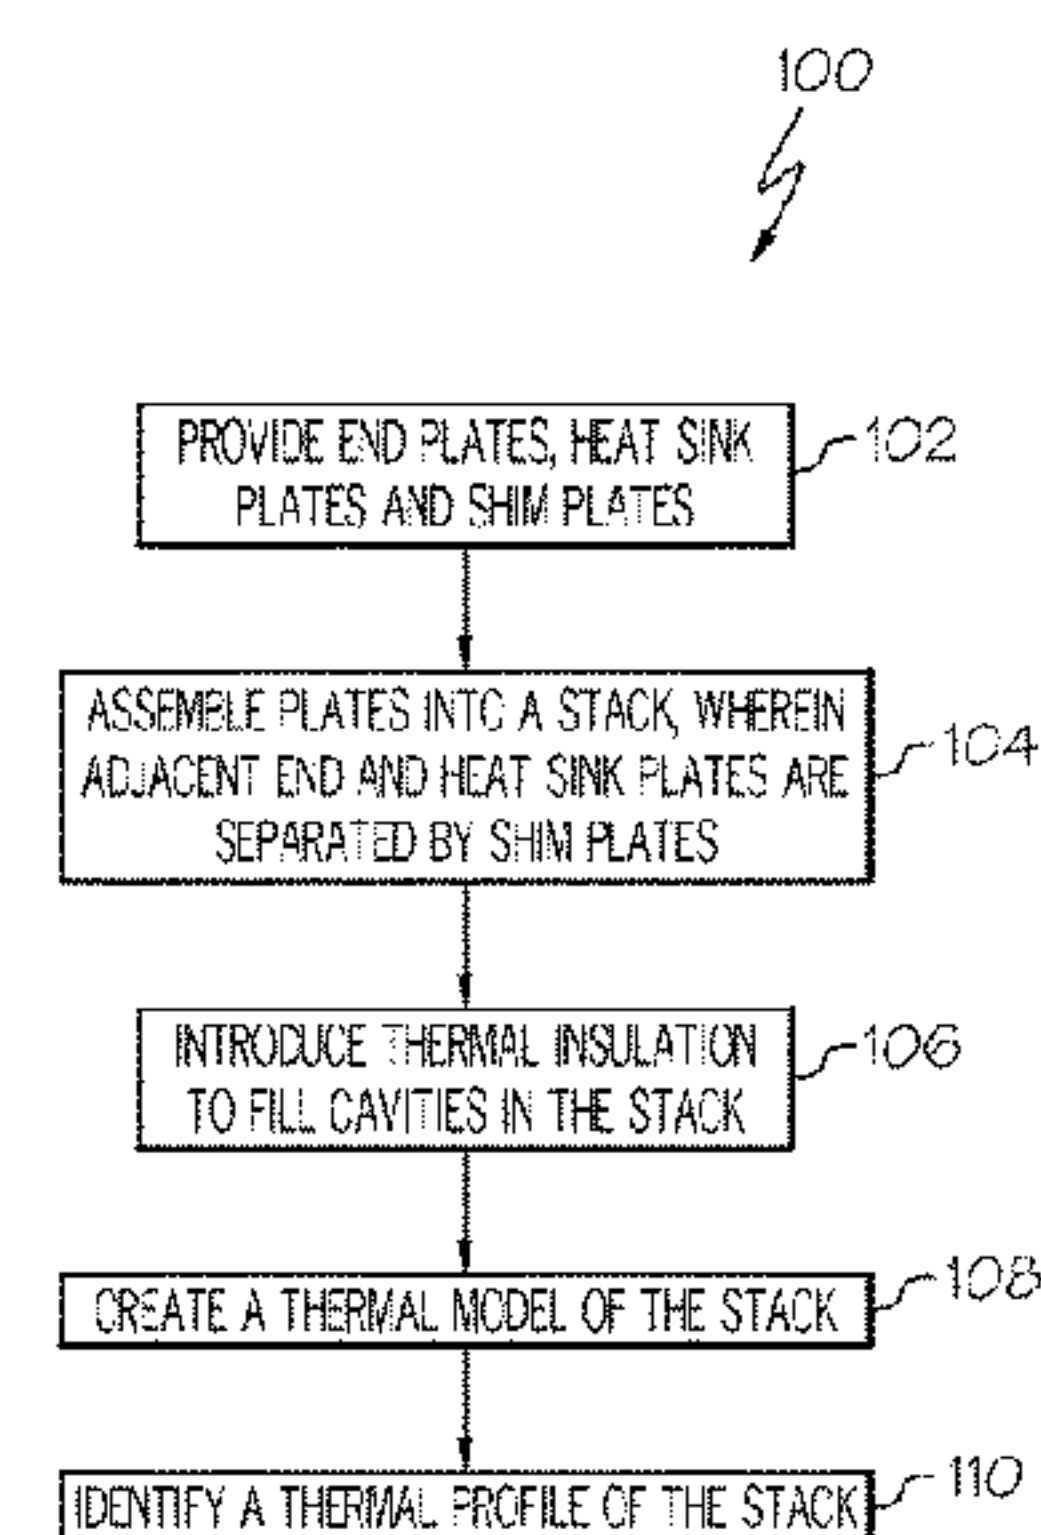 100
PROVIDE END PLATES, HEAT SINK
PLATES AND SHIM PLATES
102
ASSEMBLE PLATES INTO A STACK, WHEREIN
ADJACENT END AND HEAT SINK PLATES ARE
SEPARATED BY SHIM PLATES
104
INTRODUCE THERMAL INSULATION
TO FILL CAVITIES IN THE STACK
106
CREATE A THERMAL MODEL OF THE STACK
108
IDENTIFY A THERMAL PROFILE OF THE STACK
110